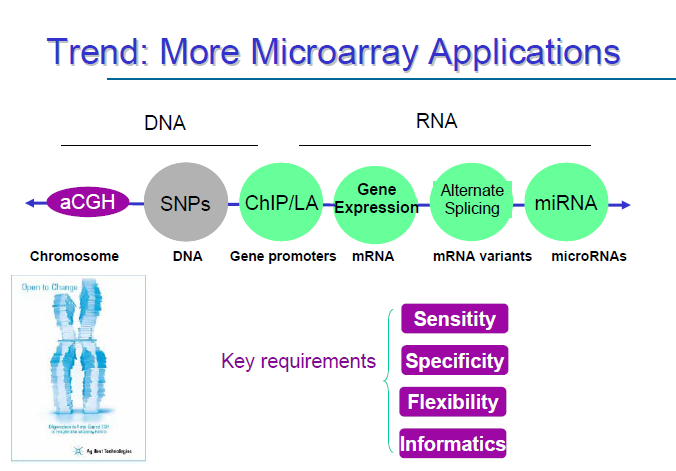 Trend: More Microarray Applications
DNA
RNA
aCGH
SNPs
ChIP/LA
Gene
Expression
Alternate
Splicing
miRNA
Chromosome
DNA
Gene promoters
mRNA
mRNA variants
microRNAs
Open to Change
Agilent Technologies
Key requirements
Sensitity
Specificity
Flexibility
Informatics